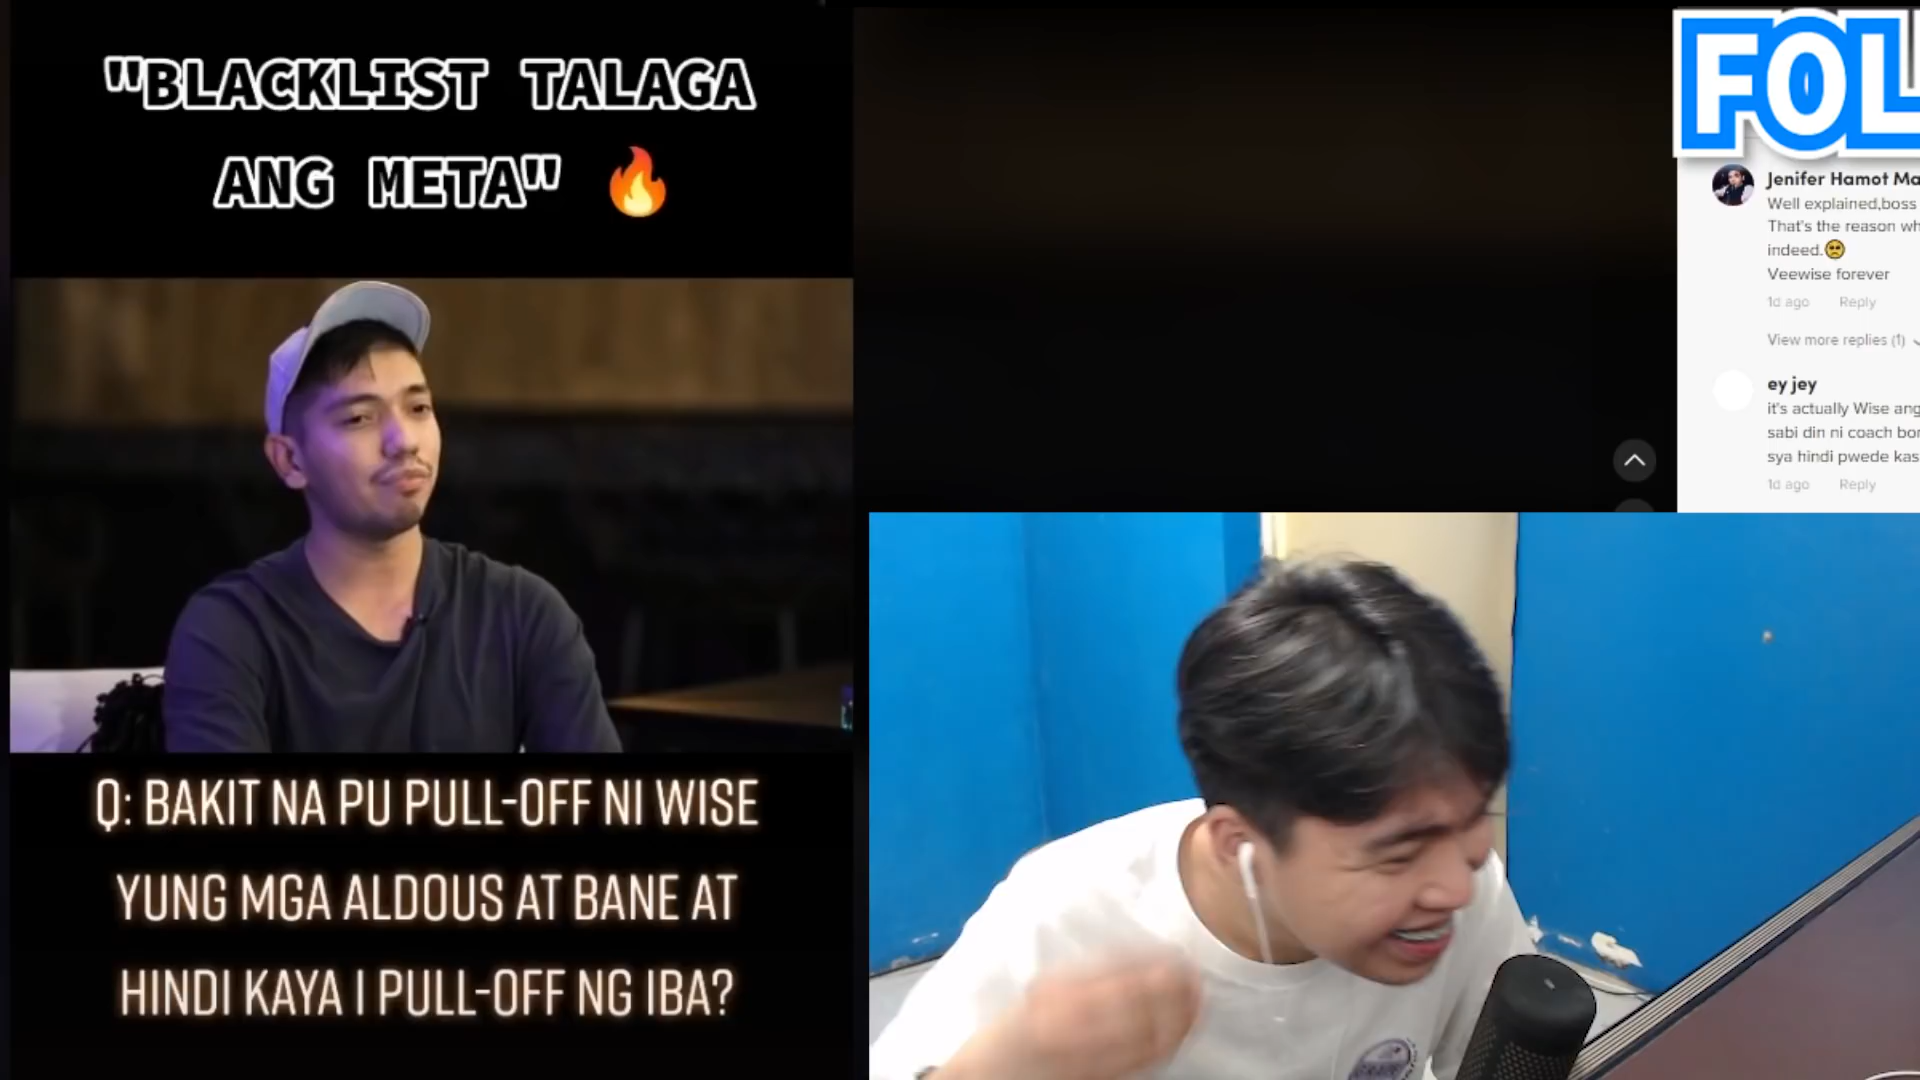 "BLACKLIST TALAGA
ANG META" 🔥
Q: BAKIT NA PU PULL-OFF NI WISE
YUNG MGA ALDOUS AT BANE AT
HINDI KAYA I PULL-OFF NG IBA?
FOL
Jenifer Hamot Ma
Well explained,boss
That's the reason wh
indeed.🥺
Veewise forever
1d ago Reply
View more replies (1)
ey jey
it's actually Wise ang
sabi din ni coach bon
sya hindi pwede kas
1d ago Reply